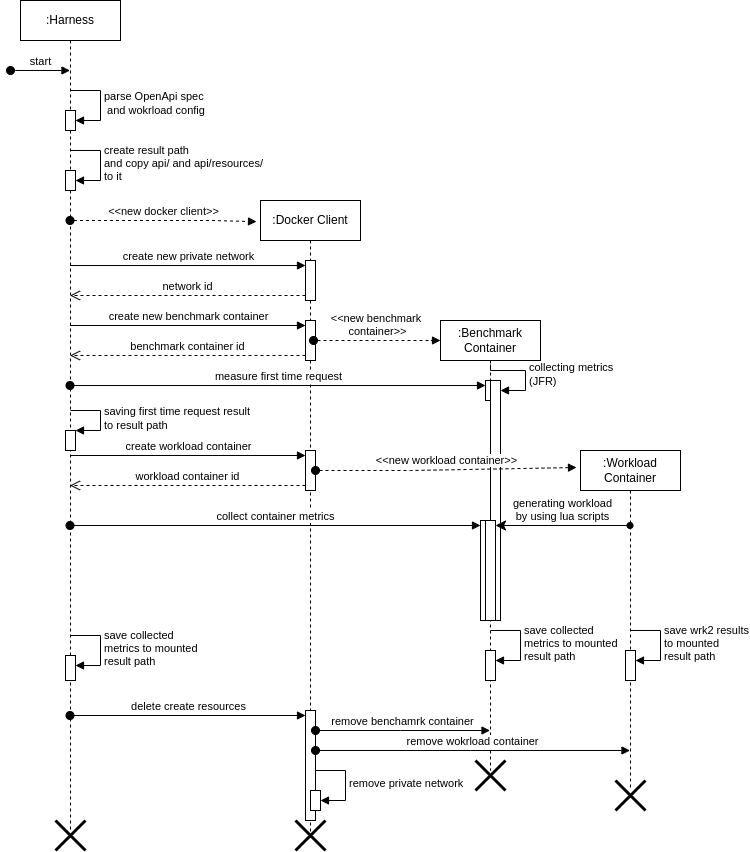 :Harness
start
parse OpenApi spec
and wokrload config
create result path
and copy api/ and api/resources/
to it
<<new docker client>>
:Docker Client
create new private network
network id
create new benchmark container
<<new benchmark
container>>
:Benchmark
Container
benchmark container id
measure first time request
collecting metrics
(JFR)
saving first time request result
to result path
create workload container
<<new workload container>>
:Workload
Container
workload container id
generating workload
by using lua scripts
collect container metrics
save collected
metrics to mounted
result path
save collected
metrics to mounted
result path
save wrk2 results
to mounted
result path
delete create resources
remove benchamrk container
remove wokrload container
remove private network